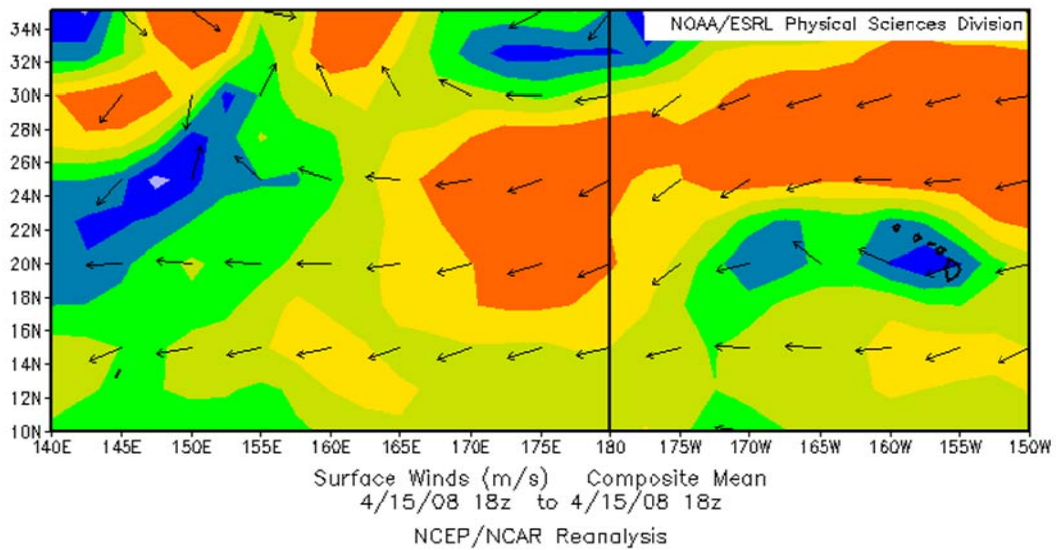 NOAA/ESRL Physical Sciences Division
34N
32N
30N
28N
26N
24N
22N
20N
18N
16N
14N
12N
10N
140E 145E 150E 155E 160E 165E 170E 175E 180 175W 170W 165W 160W 155W 150W
Surface Winds (m/s) Composite Mean
4/15/08 18z to 4/15/08 18z
NCEP/NCAR Reanalysis